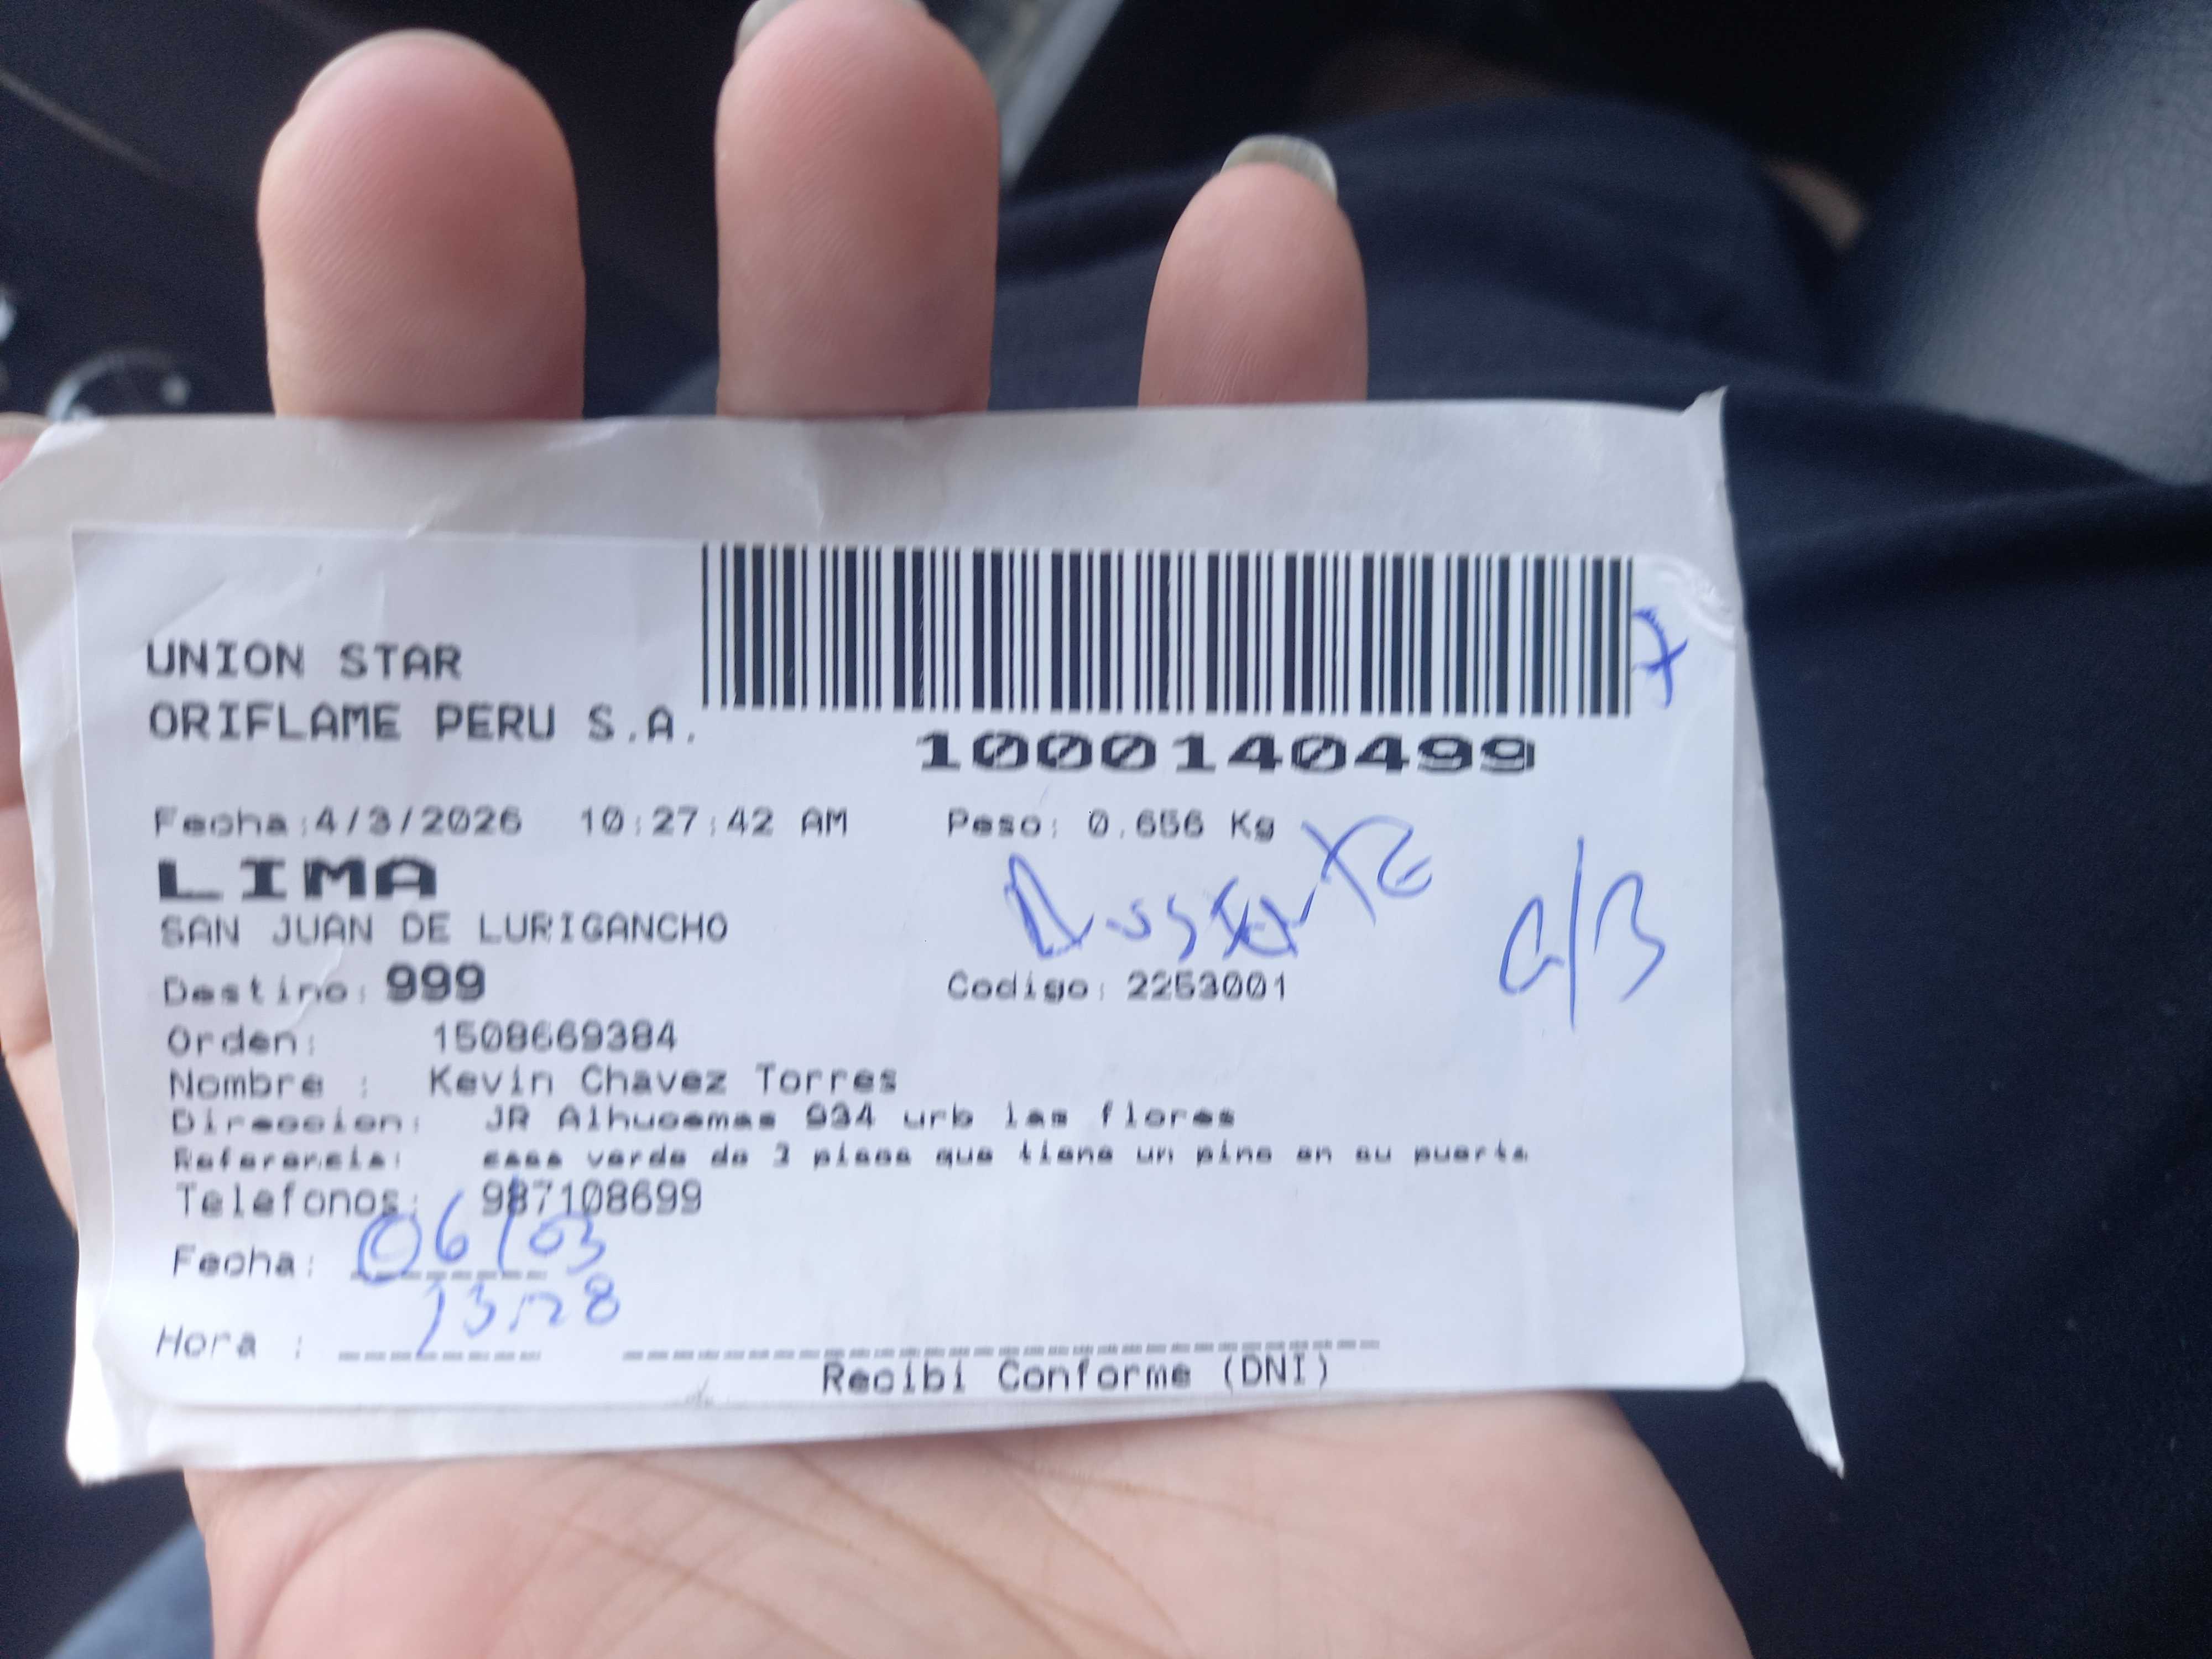 UNION STAR
ORIFLAME PERU S.A.
1000140499
Fecha:4/3/2026 10:27:42 AM Peso: 0.656 Kg
LIMA
SAN JUAN DE LURIGANCHO
Destino: 999 Codigo: 2253001
Orden: 1508669384
Nombre : Kevin Chavez Torres
Direccion: JR Alhucemas 934 urb las flores
Referencia: casa verde de 3 pisos que tiene un pino en su puerta
Telefonos: 987108699
Fecha: 06/03
Hora :
Recibi Conforme (DNI)